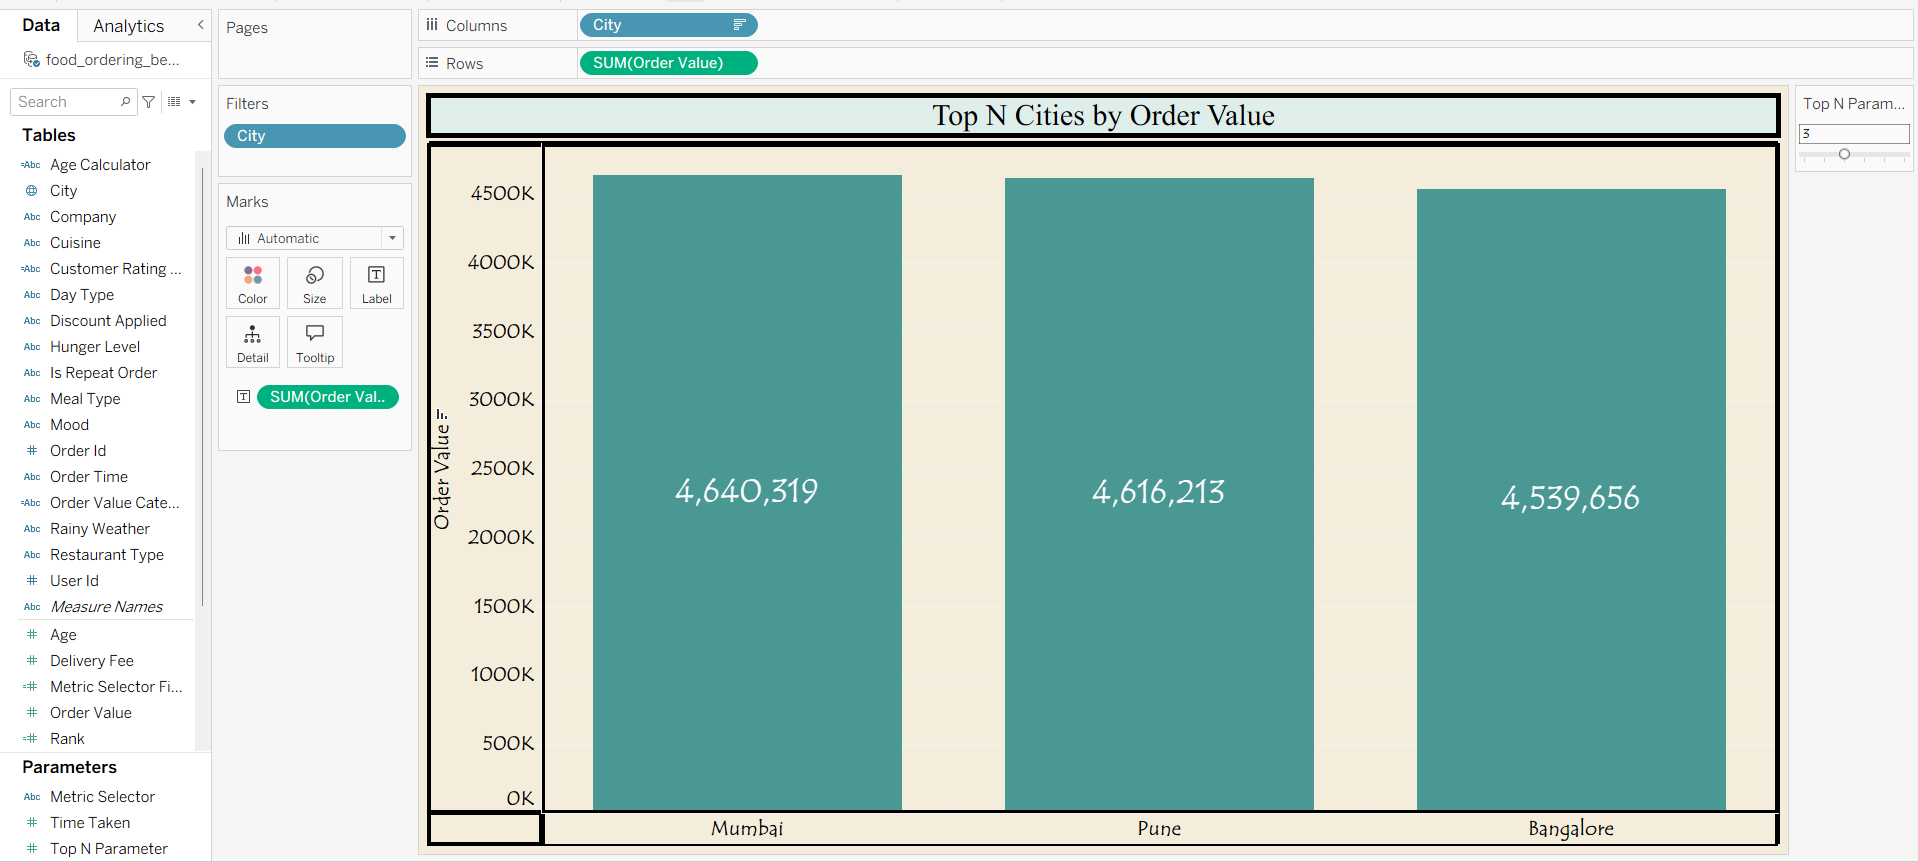 Data
Analytics
food_ordering_be...
Search
Tables
Age Calculator
City
Company
Cuisine
Customer Rating ...
Day Type
Discount Applied
Hunger Level
Is Repeat Order
Meal Type
Mood
Order Id
Order Time
Order Value Cate...
Rainy Weather
Restaurant Type
User Id
Measure Names
Age
Delivery Fee
Metric Selector Fi...
Order Value
Rank
Parameters
Metric Selector
Time Taken
Top N Parameter
Pages
Filters
City
Marks
Automatic
Color Size Label
Detail Tooltip
SUM(Order Val..
Columns City
Rows SUM(Order Value)
Top N Cities by Order Value
Order Value
4500K
4000K
3500K
3000K
2500K
2000K
1500K
1000K
500K
0K
4,640,319 4,616,213 4,539,656
Mumbai Pune Bangalore
Top N Param...
3